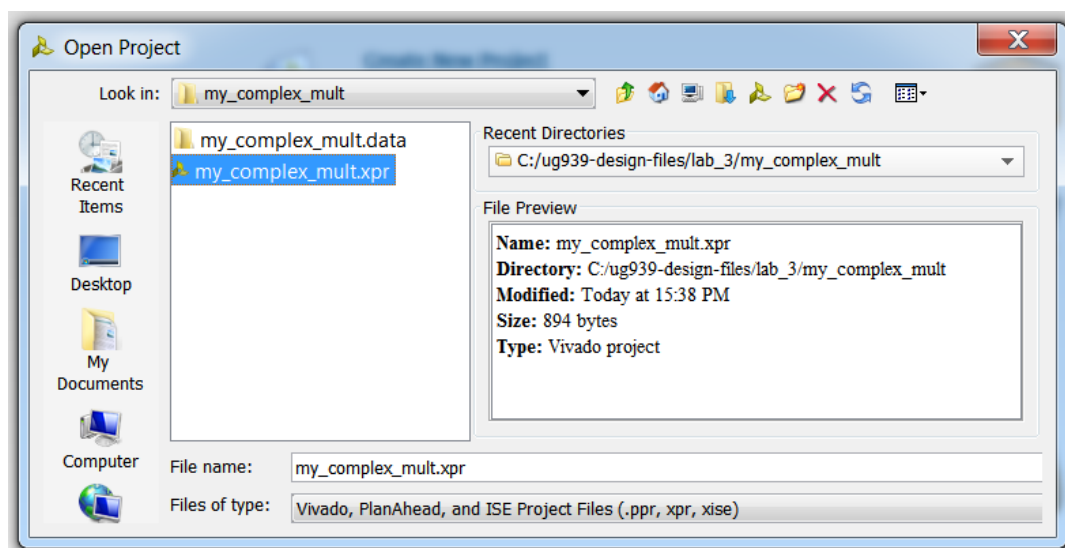 Open Project
Look in:
my_complex_mult
my_complex_mult.data
my_complex_mult.xpr
Recent Items
Desktop
My Documents
Computer
Recent Directories
C:/ug939-design-files/lab_3/my_complex_mult
File Preview
Name: my_complex_mult.xpr
Directory: C:/ug939-design-files/lab_3/my_complex_mult
Modified: Today at 15:38 PM
Size: 894 bytes
Type: Vivado project
File name:
my_complex_mult.xpr
Files of type:
Vivado, PlanAhead, and ISE Project Files (.ppr, xpr, xise)